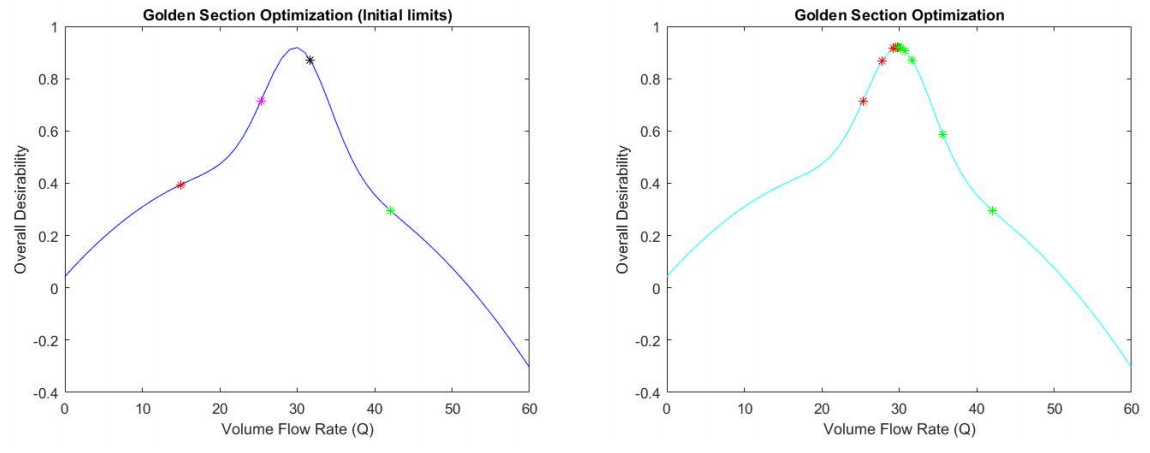 Golden Section Optimization (Initial limits)
1
0.8
0.6
0.4
0.2
0
-0.2
-0.4
Overall Desirability
0 10 20 30 40 50 60
Volume Flow Rate (Q)
Golden Section Optimization
1
0.8
0.6
0.4
0.2
0
-0.2
-0.4
Overall Desirability
0 10 20 30 40 50 60
Volume Flow Rate (Q)